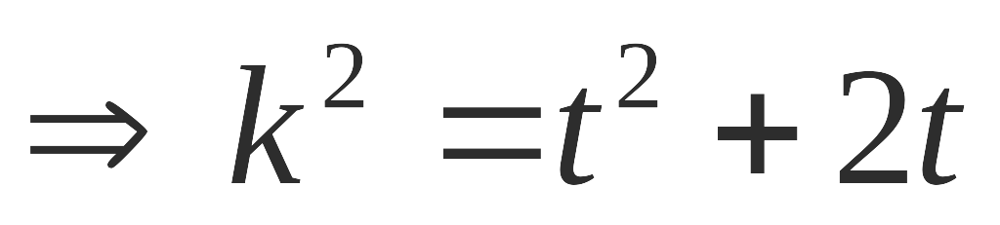 ⇒ k² = t² + 2t